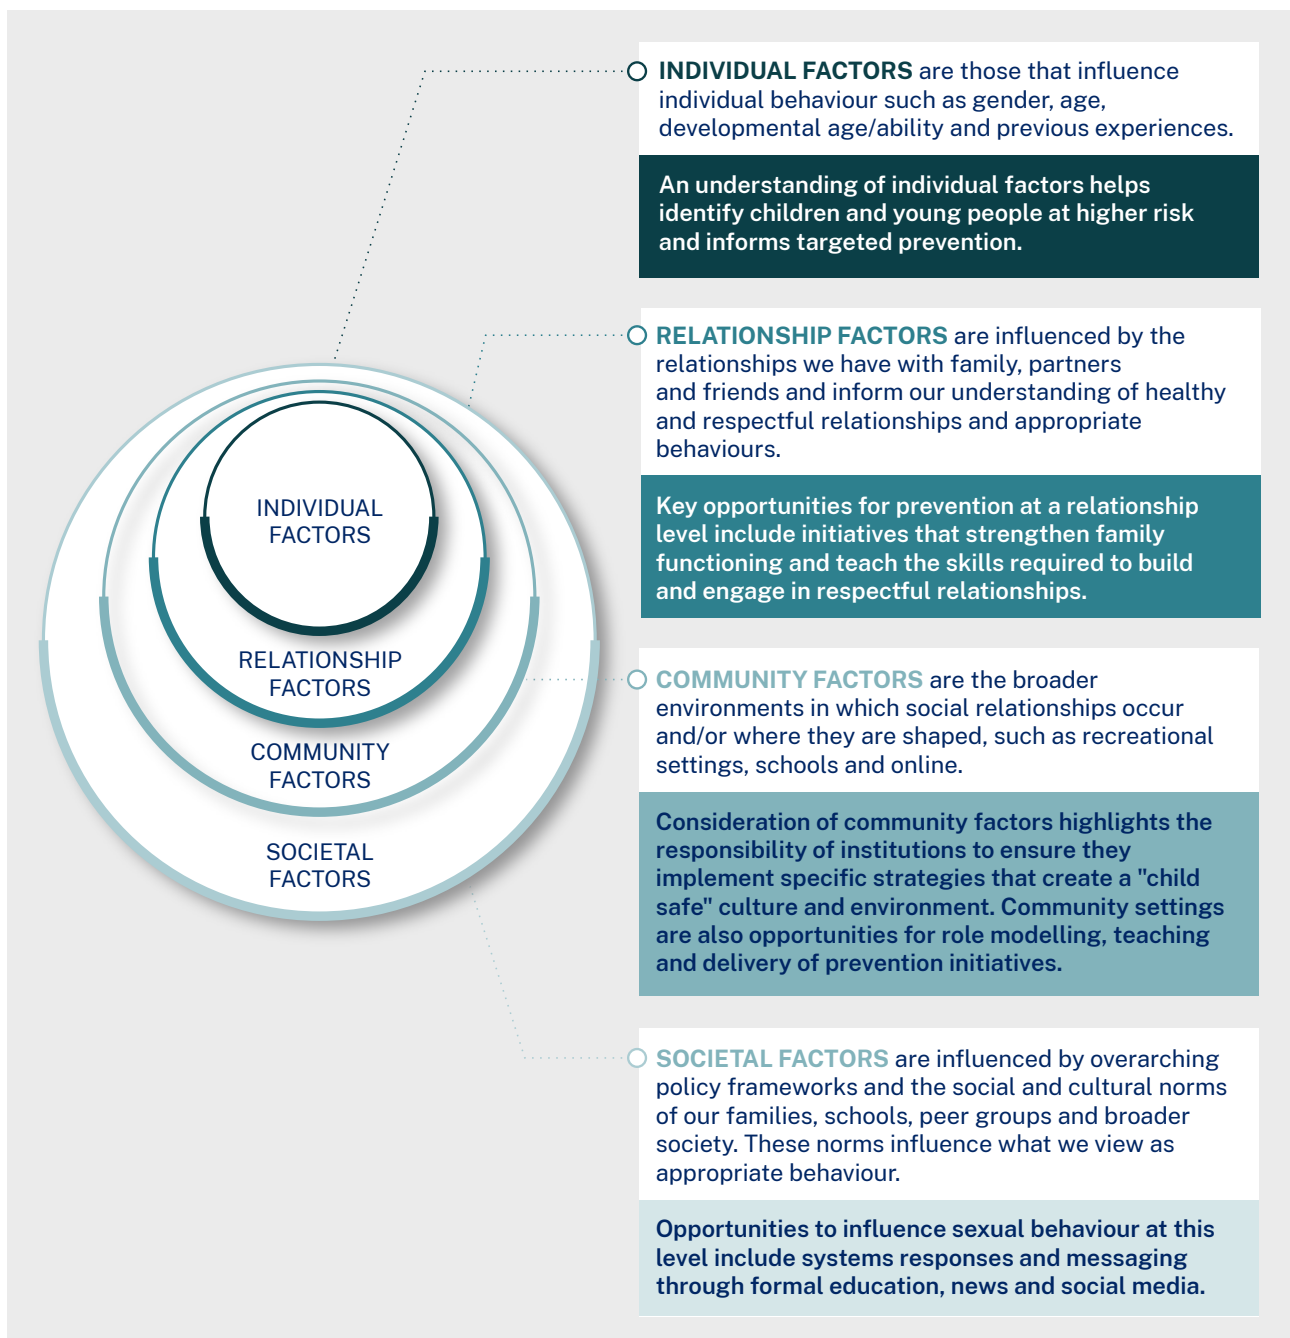 INDIVIDUAL FACTORS are those that influence
individual behaviour such as gender, age,
developmental age/ability and previous experiences.
An understanding of individual factors helps
identify children and young people at higher risk
and informs targeted prevention.
RELATIONSHIP FACTORS are influenced by the
relationships we have with family, partners
and friends and inform our understanding of healthy
and respectful relationships and appropriate
behaviours.
Key opportunities for prevention at a relationship
level include initiatives that strengthen family
functioning and teach the skills required to build
and engage in respectful relationships.
COMMUNITY FACTORS are the broader
environments in which social relationships occur
and/or where they are shaped, such as recreational
settings, schools and online.
Consideration of community factors highlights the
responsibility of institutions to ensure they
implement specific strategies that create a "child
safe" culture and environment. Community settings
are also opportunities for role modelling, teaching
and delivery of prevention initiatives.
SOCIETAL FACTORS are influenced by overarching
policy frameworks and the social and cultural norms
of our families, schools, peer groups and broader
society. These norms influence what we view as
appropriate behaviour.
Opportunities to influence sexual behaviour at this
level include systems responses and messaging
through formal education, news and social media.
INDIVIDUAL
FACTORS
RELATIONSHIP
FACTORS
COMMUNITY
FACTORS
SOCIETAL
FACTORS